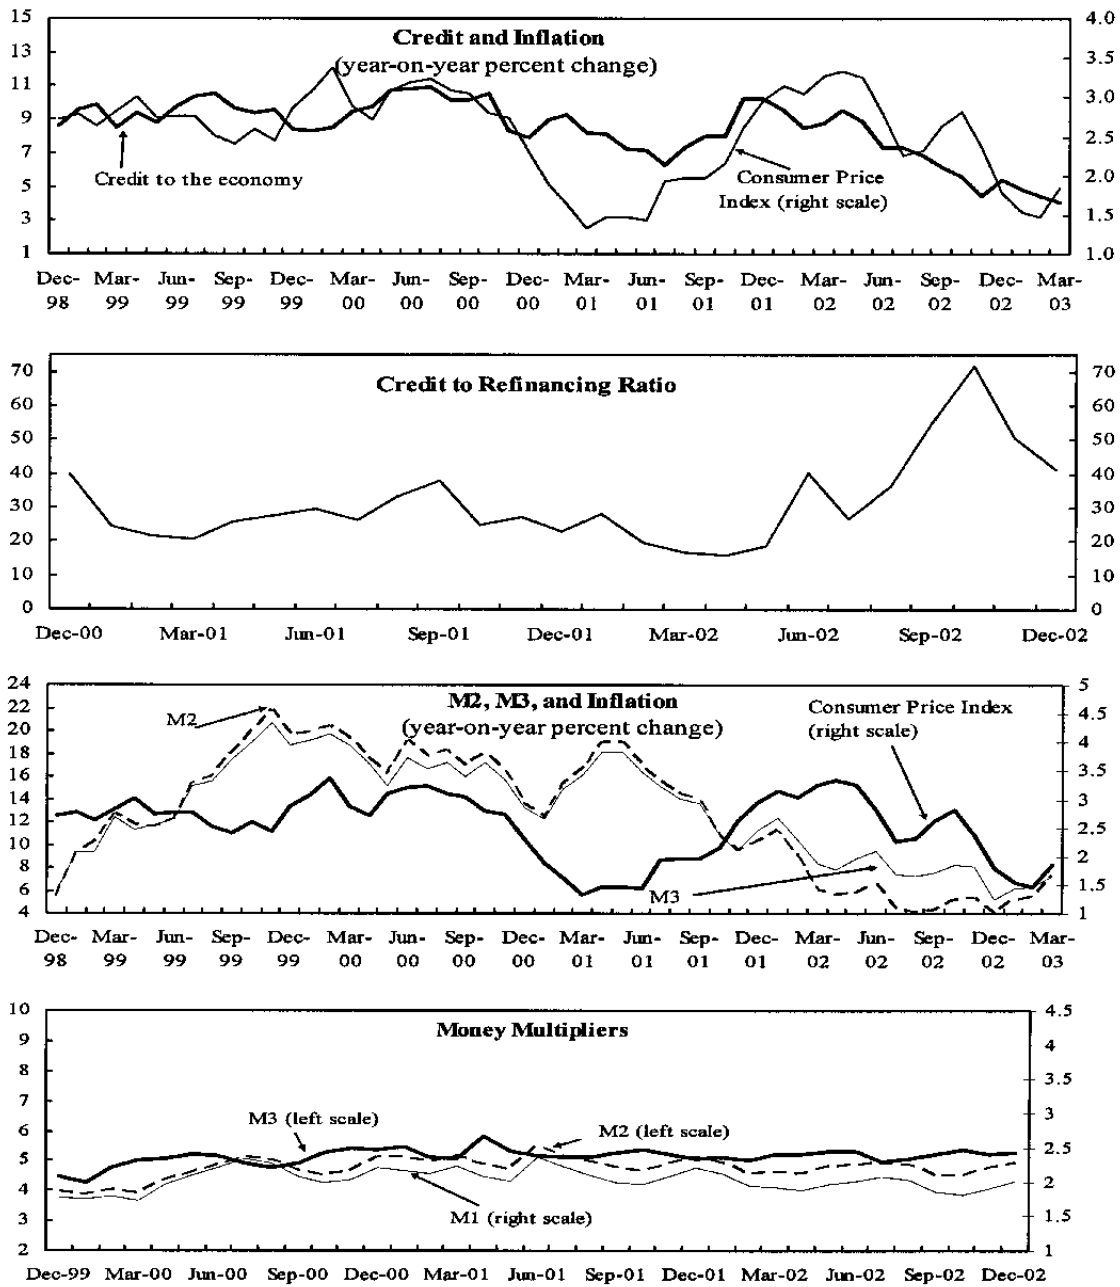 Credit and Inflation
(year-on-year percent change)
15 13 11 9 7 5 3 1
4.0 3.5 3.0 2.5 2.0 1.5 1.0
Credit to the economy
Consumer Price
Index (right scale)
Dec- Mar- Jun- Sep- Dec- Mar- Jun- Sep- Dec- Mar- Jun- Sep- Dec- Mar- Jun- Sep- Dec- Mar-
98 99 99 99 99 00 00 00 00 01 01 01 01 02 02 02 02 03
Credit to Refinancing Ratio
70 60 50 40 30 20 10 0
70 60 50 40 30 20 10 0
Dec-00 Mar-01 Jun-01 Sep-01 Dec-01 Mar-02 Jun-02 Sep-02 Dec-02
M2, M3, and Inflation
(year-on-year percent change)
24 22 20 18 16 14 12 10 8 6 4
5 4.5 4 3.5 3 2.5 2 1.5 1
M2
Consumer Price Index
(right scale)
M3
Dec- Mar- Jun- Sep- Dec- Mar- Jun- Sep- Dec- Mar- Jun- Sep- Dec- Mar- Jun- Sep- Dec- Mar-
98 99 99 99 99 00 00 00 00 01 01 01 01 02 02 02 02 03
Money Multipliers
10 9 8 7 6 5 4 3 2
4.5 4 3.5 3 2.5 2 1.5 1
M3 (left scale)
M2 (left scale)
M1 (right scale)
Dec-99 Mar-00 Jun-00 Sep-00 Dec-00 Mar-01 Jun-01 Sep-01 Dec-01 Mar-02 Jun-02 Sep-02 Dec-02